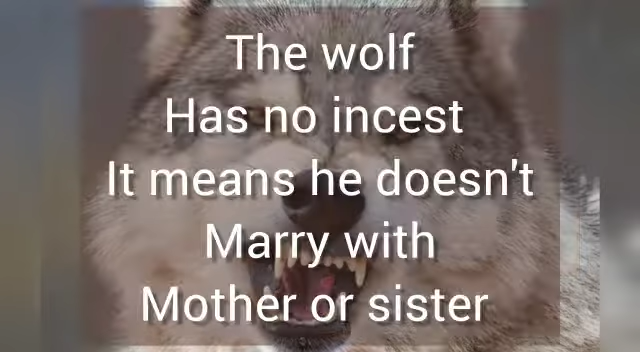 The wolf
Has no incest
It means he doesn't
Marry with
Mother or sister